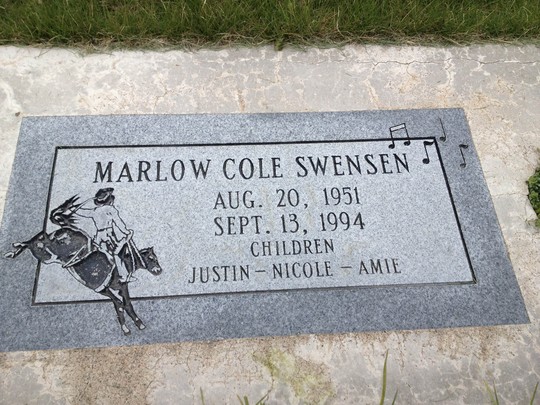 MARLOW COLE SWENSEN
AUG. 20, 1951
SEPT. 13, 1994
CHILDREN
JUSTIN - NICOLE - AMIE